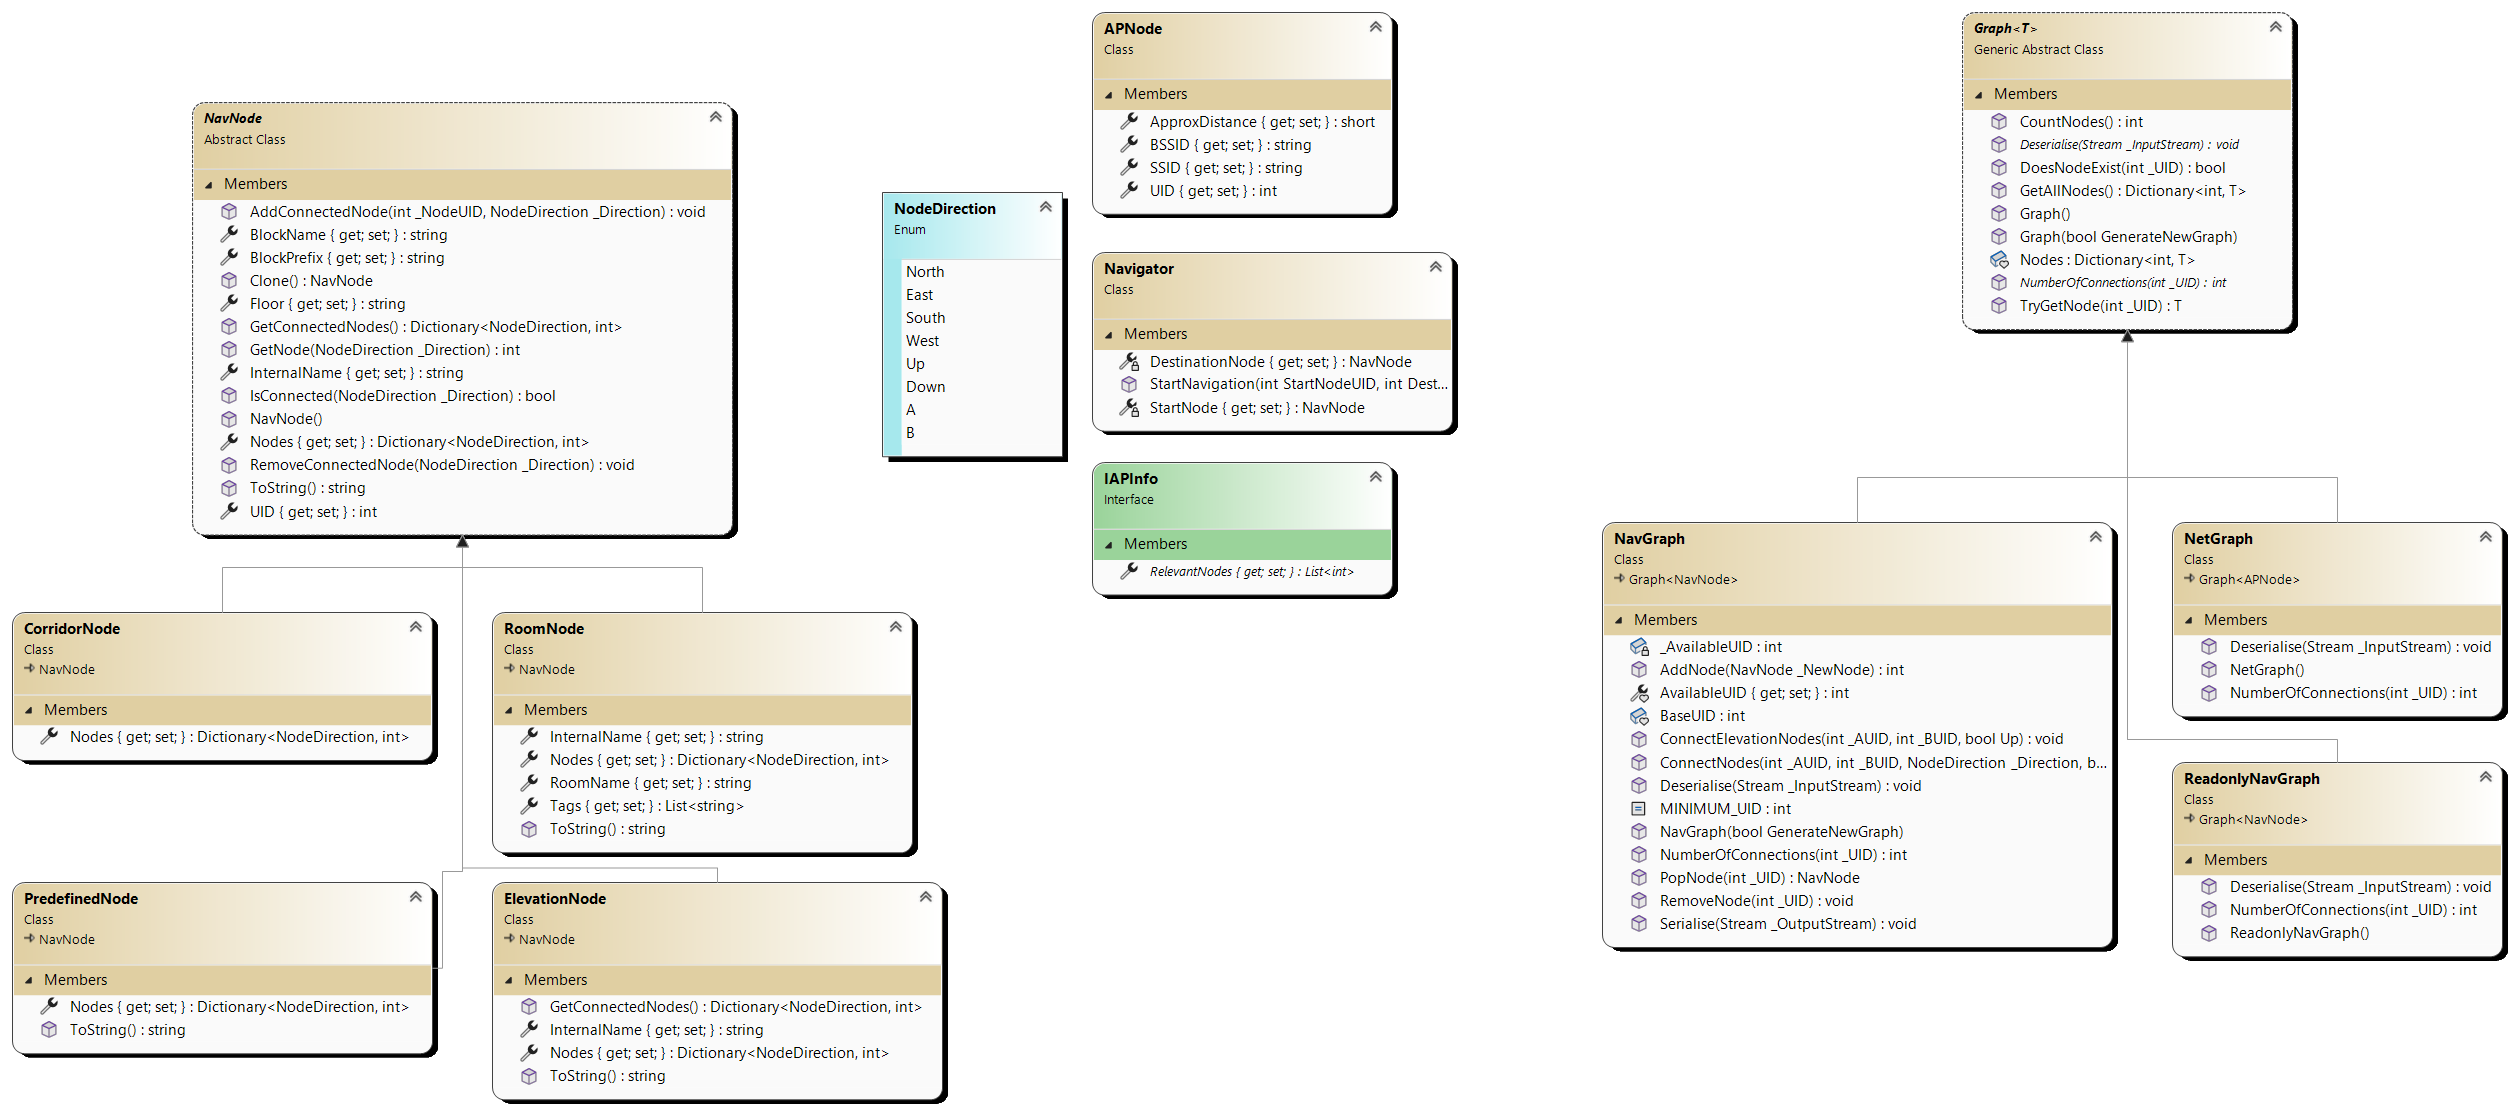 NavNode
Abstract Class
Members
AddConnectedNode(int _NodeUID, NodeDirection _Direction) : void
BlockName { get; set; } : string
BlockPrefix { get; set; } : string
Clone() : NavNode
Floor { get; set; } : string
GetConnectedNodes() : Dictionary<NodeDirection, int>
GetNode(NodeDirection _Direction) : int
InternalName { get; set; } : string
IsConnected(NodeDirection _Direction) : bool
NavNode()
Nodes { get; set; } : Dictionary<NodeDirection, int>
RemoveConnectedNode(NodeDirection _Direction) : void
ToString() : string
UID { get; set; } : int
CorridorNode
Class
NavNode
Members
Nodes { get; set; } : Dictionary<NodeDirection, int>
RoomNode
Class
NavNode
Members
InternalName { get; set; } : string
Nodes { get; set; } : Dictionary<NodeDirection, int>
RoomName { get; set; } : string
Tags { get; set; } : List<string>
ToString() : string
PredefinedNode
Class
NavNode
Members
Nodes { get; set; } : Dictionary<NodeDirection, int>
ToString() : string
ElevationNode
Class
NavNode
Members
GetConnectedNodes() : Dictionary<NodeDirection, int>
InternalName { get; set; } : string
Nodes { get; set; } : Dictionary<NodeDirection, int>
ToString() : string
NodeDirection
Enum
North
East
South
West
Up
Down
A
B
APNode
Class
Members
ApproxDistance { get; set; } : short
BSSID { get; set; } : string
SSID { get; set; } : string
UID { get; set; } : int
Navigator
Class
Members
DestinationNode { get; set; } : NavNode
StartNavigation(int StartNodeUID, int Dest...
StartNode { get; set; } : NavNode
IAPInfo
Interface
Members
RelevantNodes { get; set; } : List<int>
Graph<T>
Generic Abstract Class
Members
CountNodes() : int
Deserialise(Stream _InputStream) : void
DoesNodeExist(int _UID) : bool
GetAllNodes() : Dictionary<int, T>
Graph()
Graph(bool GenerateNewGraph)
Nodes : Dictionary<int, T>
NumberOfConnections(int _UID) : int
TryGetNode(int _UID) : T
NavGraph
Class
Graph<NavNode>
Members
_AvailableUID : int
AddNode(NavNode _NewNode) : int
AvailableUID { get; set; } : int
BaseUID : int
ConnectElevationNodes(int _AUID, int _BUID, bool Up) : void
ConnectNodes(int _AUID, int _BUID, NodeDirection _Direction, b...
Deserialise(Stream _InputStream) : void
MINIMUM_UID : int
NavGraph(bool GenerateNewGraph)
NumberOfConnections(int _UID) : int
PopNode(int _UID) : NavNode
RemoveNode(int _UID) : void
Serialise(Stream _OutputStream) : void
NetGraph
Class
Graph<APNode>
Members
Deserialise(Stream _InputStream) : void
NetGraph()
NumberOfConnections(int _UID) : int
ReadonlyNavGraph
Class
Graph<NavNode>
Members
Deserialise(Stream _InputStream) : void
NumberOfConnections(int _UID) : int
ReadonlyNavGraph()